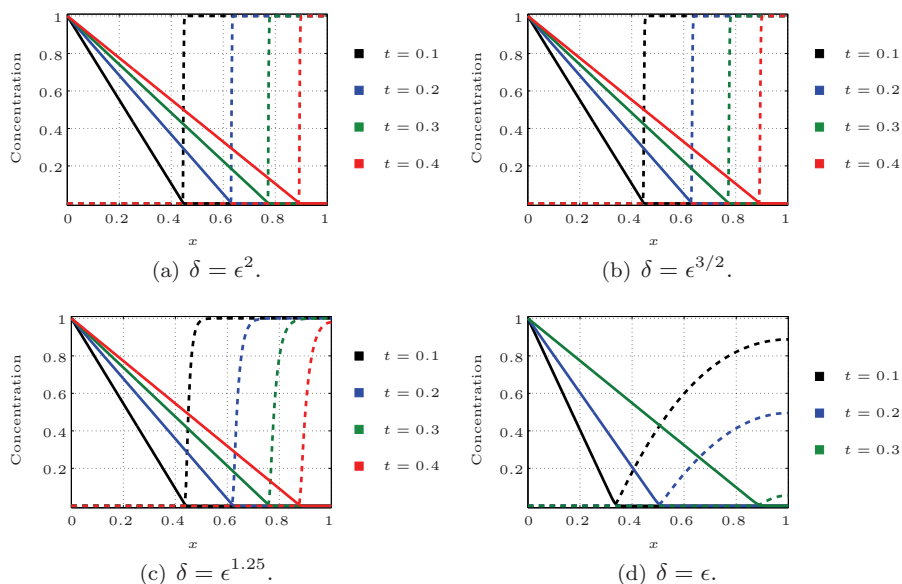 Concentration
1
0.8
0.6
0.4
0.2
0 0.2 0.4 0.6 0.8 1
x
t = 0.1
t = 0.2
t = 0.3
t = 0.4
(a) δ = ϵ².
Concentration
1
0.8
0.6
0.4
0.2
0 0.2 0.4 0.6 0.8 1
x
t = 0.1
t = 0.2
t = 0.3
t = 0.4
(b) δ = ϵ^{3/2}.
Concentration
1
0.8
0.6
0.4
0.2
0 0.2 0.4 0.6 0.8 1
x
t = 0.1
t = 0.2
t = 0.3
t = 0.4
(c) δ = ϵ^{1.25}.
Concentration
1
0.8
0.6
0.4
0.2
0 0.2 0.4 0.6 0.8 1
x
t = 0.1
t = 0.2
t = 0.3
(d) δ = ϵ.